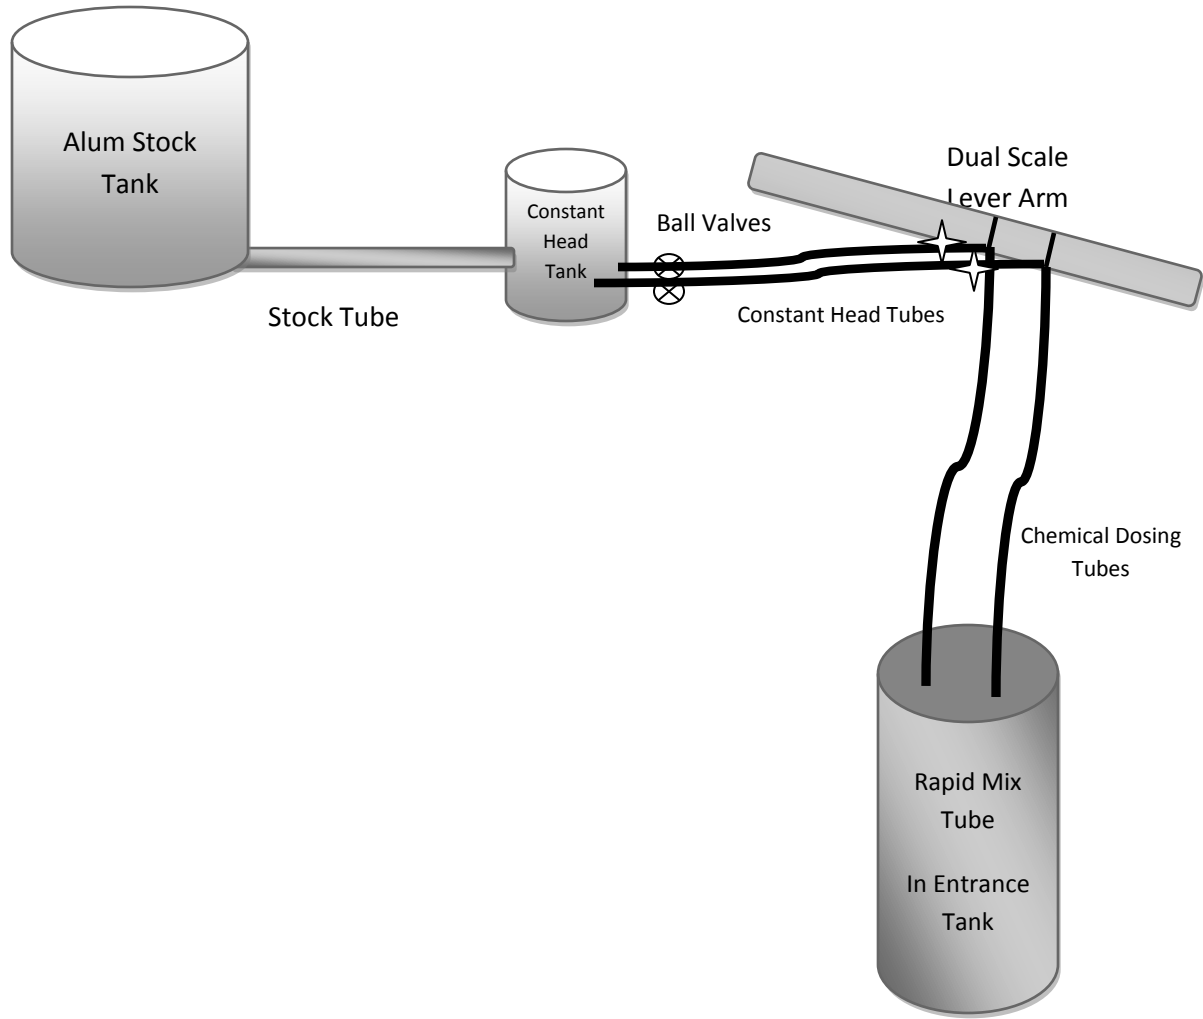 Alum Stock
Tank
Stock Tube
Constant
Head
Tank
Ball Valves
Constant Head Tubes
Dual Scale
Lever Arm
Chemical Dosing
Tubes
Rapid Mix
Tube
In Entrance
Tank